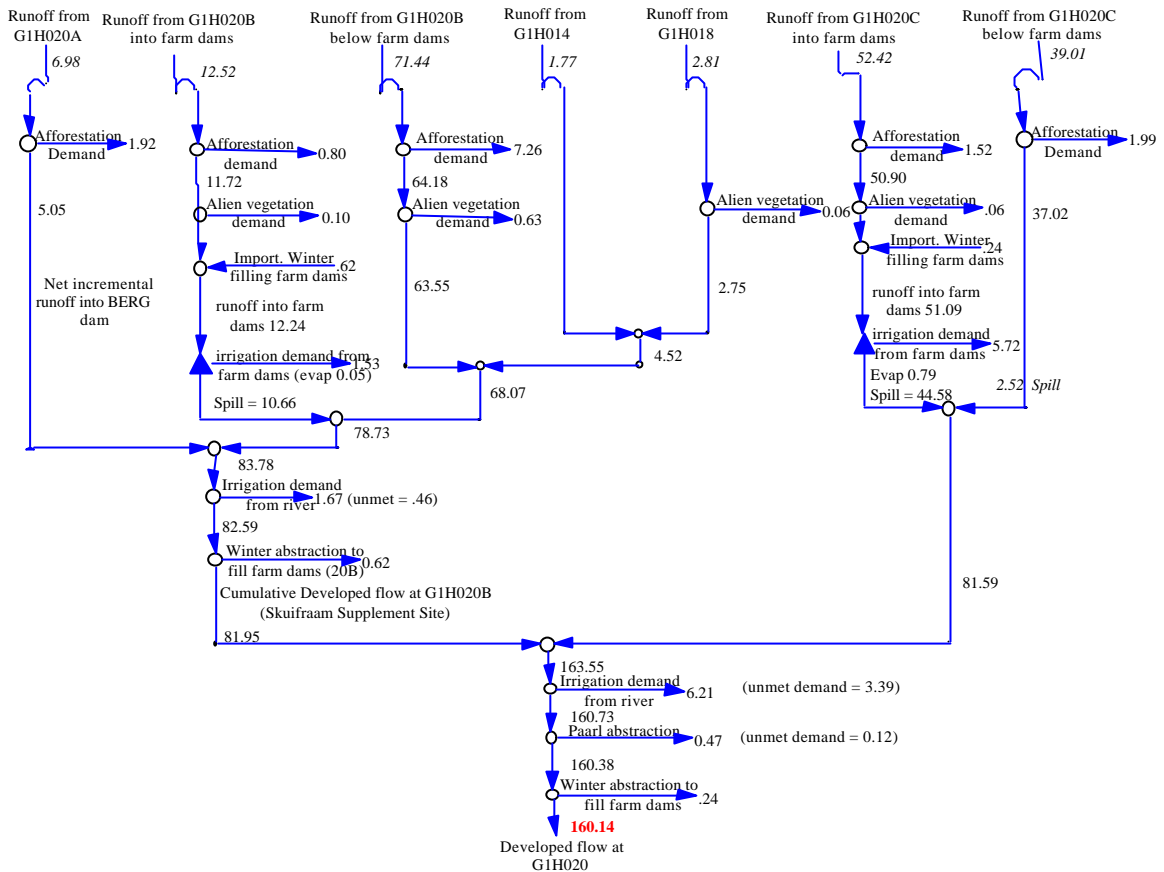 Runoff from
G1H020A
6.98
Runoff from G1H020B
into farm dams
12.52
Runoff from G1H020B
below farm dams
71.44
Runoff from
G1H014
1.77
Runoff from
G1H018
2.81
Runoff from G1H020C
into farm dams
52.42
Runoff from G1H020C
below farm dams
39.01
Afforestation
Demand
1.92
Afforestation
demand
0.80
Afforestation
demand
7.26
Afforestation
demand
1.52
Afforestation
Demand
1.99
11.72
64.18
50.90
5.05
Alien vegetation
demand
0.10
Alien vegetation
demand
0.63
Alien vegetation
demand
0.06
Alien vegetation
demand
.06
37.02
Import. Winter
filling farm dams
.62
Import. Winter
filling farm dams
.24
Net incremental
runoff into BERG
dam
63.55
2.75
runoff into farm
dams 12.24
runoff into farm
dams 51.09
irrigation demand from
farm dams (evap 0.05)
1.53
4.52
irrigation demand
from farm dams
5.72
Evap 0.79
Spill = 44.58
2.52 Spill
Spill = 10.66
68.07
78.73
83.78
Irrigation demand
from river
1.67 (unmet = .46)
82.59
Winter abstraction to
fill farm dams (20B)
0.62
Cumulative Developed flow at G1H020B
(Skuifraam Supplement Site)
81.59
81.95
163.55
Irrigation demand
from river
6.21
(unmet demand = 3.39)
160.73
Paarl abstraction
0.47
(unmet demand = 0.12)
160.38
Winter abstraction to
fill farm dams
.24
160.14
Developed flow at
G1H020